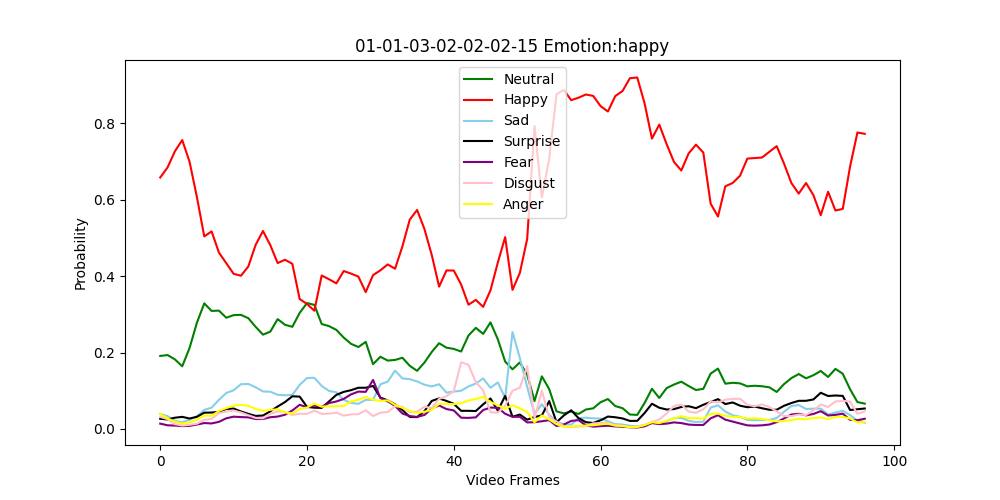 01-01-03-02-02-02-15 Emotion:happy
Neutral
Happy
Sad
Surprise
Fear
Disgust
Anger
Probability
0.8
0.6
0.4
0.2
0.0
0 20 40 60 80 100
Video Frames